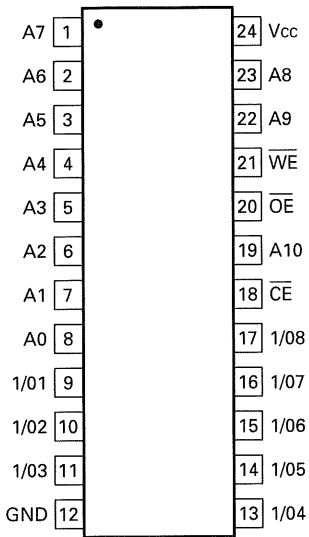 A7 1 24 Vcc
A6 2 23 A8
A5 3 22 A9
A4 4 21 WE
A3 5 20 OE
A2 6 19 A10
A1 7 18 CE
A0 8 17 1/08
1/01 9 16 1/07
1/02 10 15 1/06
1/03 11 14 1/05
GND 12 13 1/04